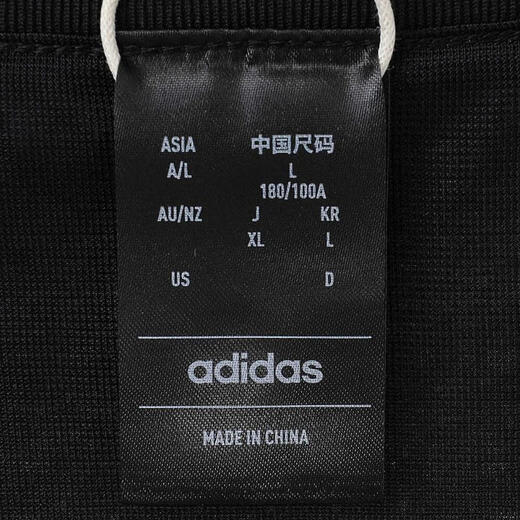 ASIA 中国尺码
A/L L
180/100A
AU/NZ J KR
XL L
US D
adidas
MADE IN CHINA